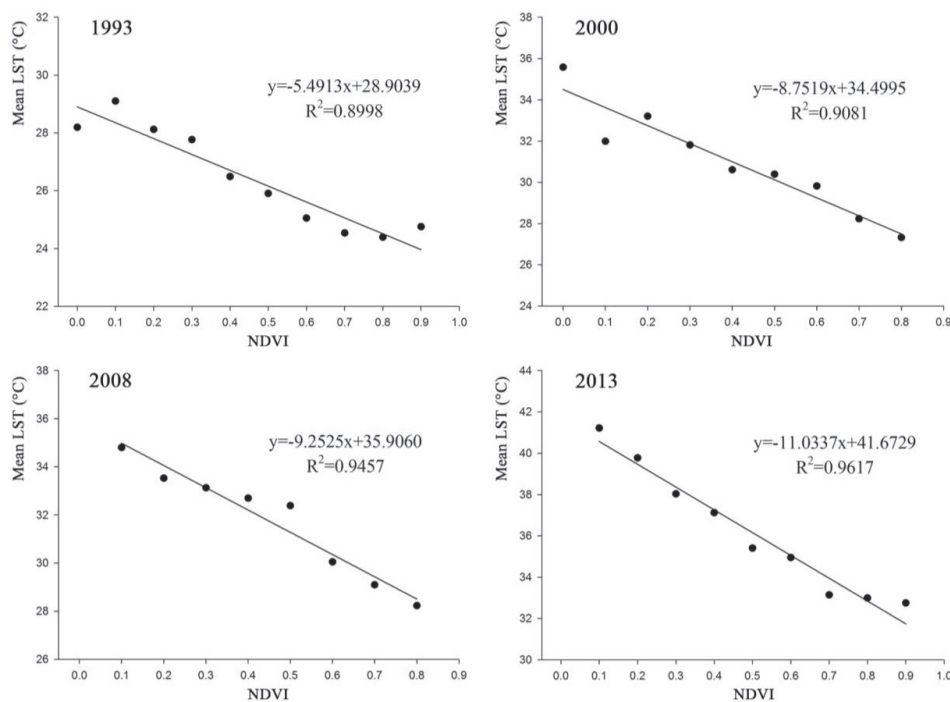 1993
Mean LST (°C)
32
30
28
26
24
22
y=-5.4913x+28.9039
R²=0.8998
0.0 0.1 0.2 0.3 0.4 0.5 0.6 0.7 0.8 0.9 1.0
NDVI
2000
Mean LST (°C)
38
36
34
32
30
28
26
24
y=-8.7519x+34.4995
R²=0.9081
0.0 0.1 0.2 0.3 0.4 0.5 0.6 0.7 0.8 0.9
NDVI
2008
Mean LST (°C)
38
36
34
32
30
28
26
y=-9.2525x+35.9060
R²=0.9457
0.0 0.1 0.2 0.3 0.4 0.5 0.6 0.7 0.8 0.9
NDVI
2013
Mean LST (°C)
44
42
40
38
36
34
32
30
y=-11.0337x+41.6729
R²=0.9617
0.0 0.1 0.2 0.3 0.4 0.5 0.6 0.7 0.8 0.9 1.0
NDVI